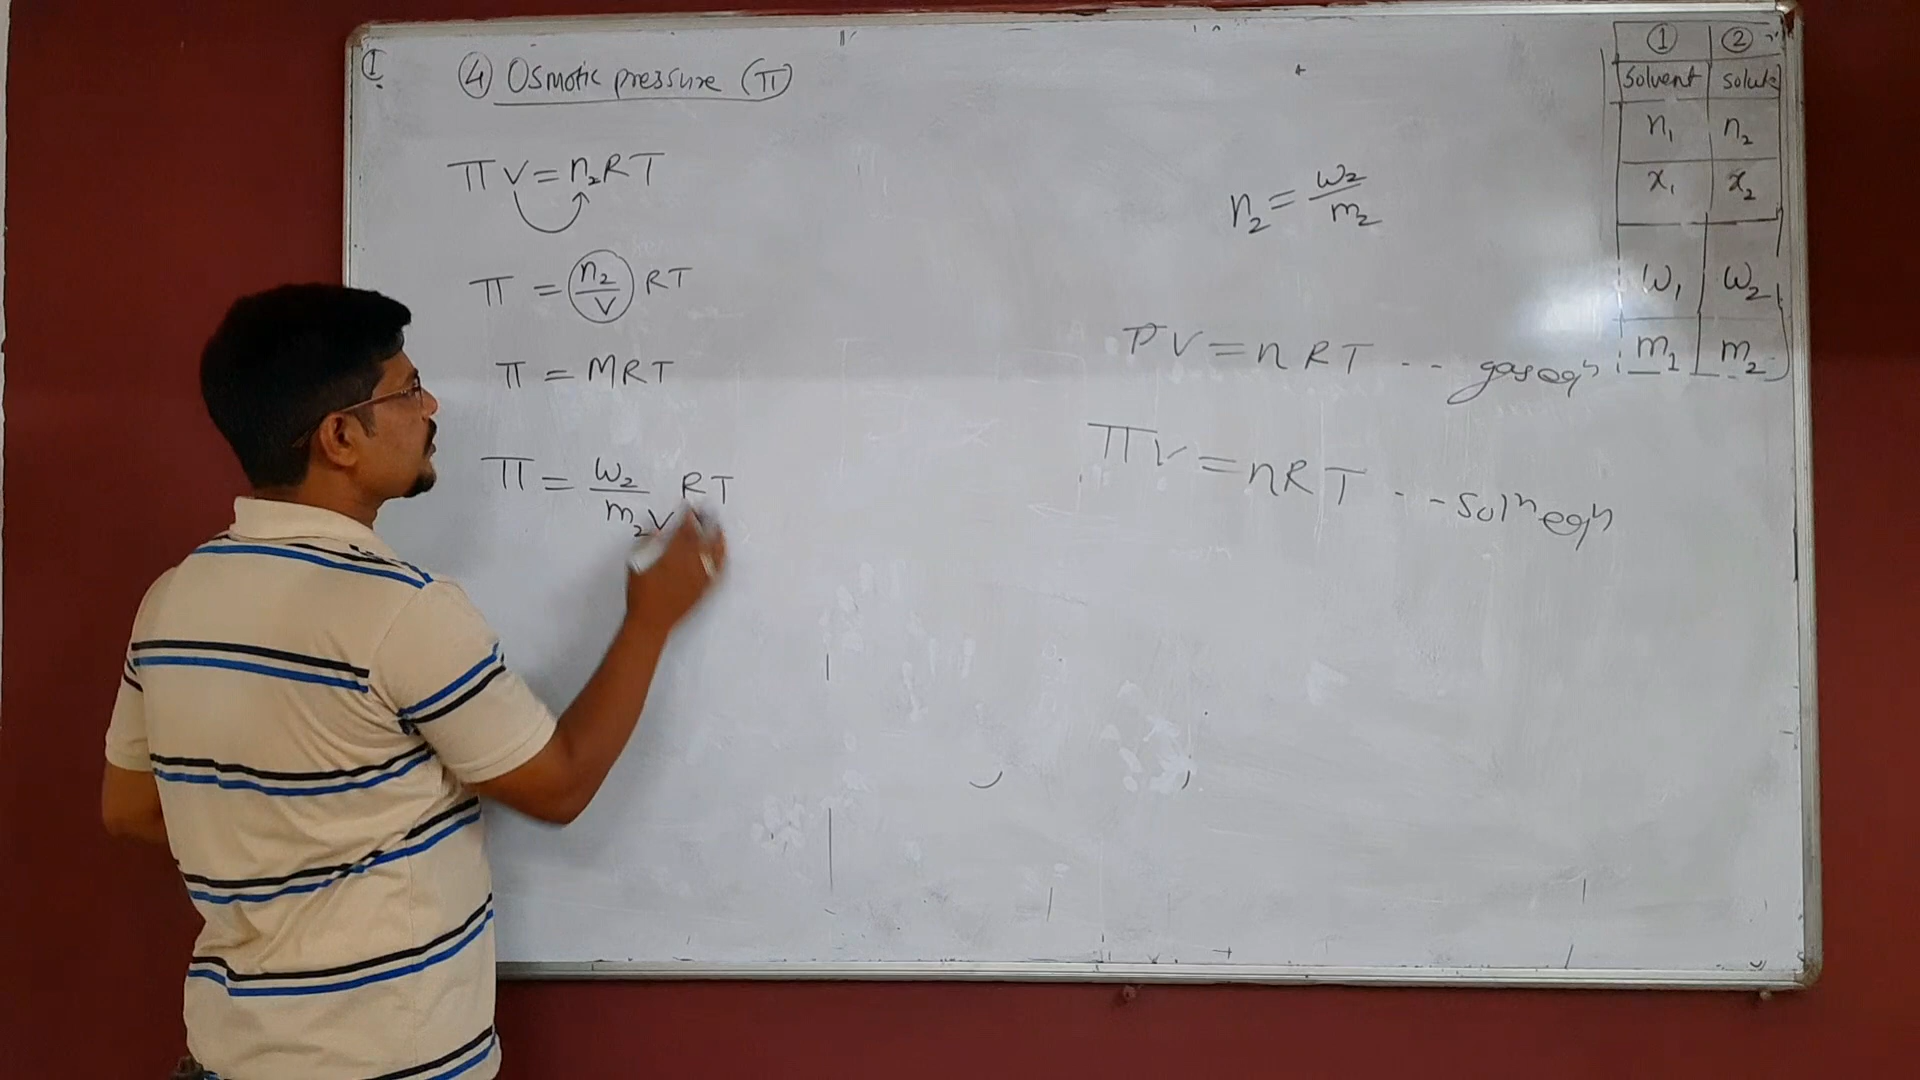 I
④ Osmotic pressure (π)
πV = n₂RT
π = n₂/V RT
π = MRT
π = w₂/m₂V RT
n₂ = w₂/m₂
PV = nRT -- gas eqⁿ
πV = nRT -- solⁿ eqⁿ
① ②
Solvent Solute
n₁ n₂
x₁ x₂
w₁ w₂
m₁ m₂